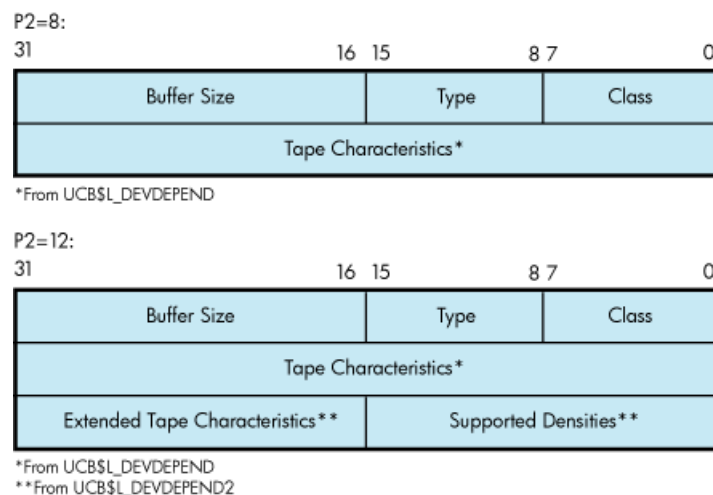 P2=8:
31 16 15 8 7 0
Buffer Size Type Class
Tape Characteristics*
*From UCB$L_DEVDEPEND
P2=12:
31 16 15 8 7 0
Buffer Size Type Class
Tape Characteristics*
Extended Tape Characteristics** Supported Densities**
*From UCB$L_DEVDEPEND
**From UCB$L_DEVDEPEND2